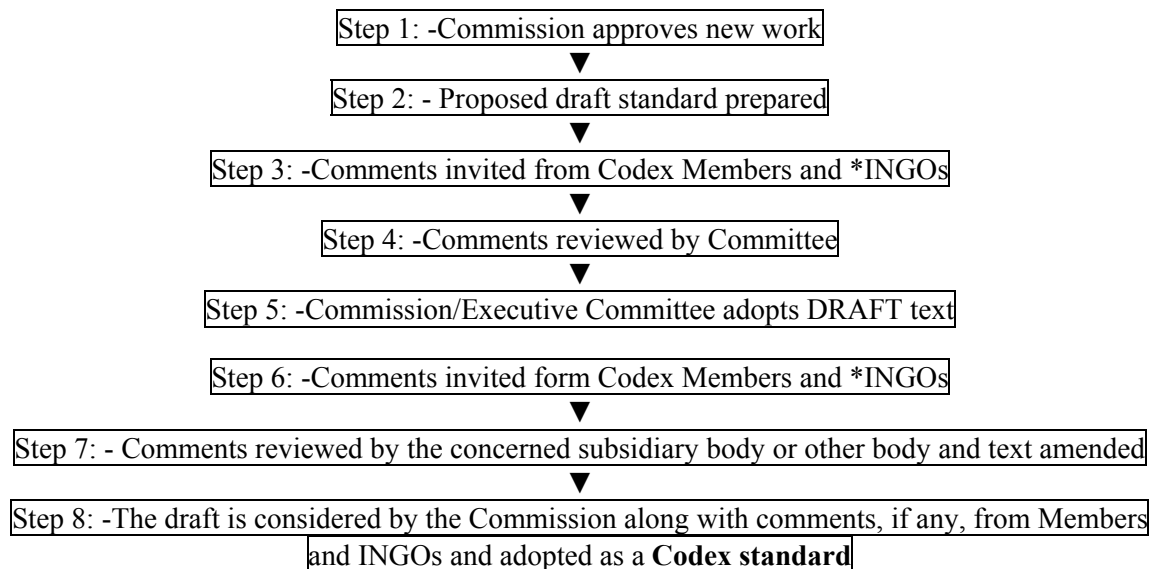 Step 1: -Commission approves new work
▼
Step 2: - Proposed draft standard prepared
▼
Step 3: -Comments invited from Codex Members and *INGOs
▼
Step 4: -Comments reviewed by Committee
▼
Step 5: -Commission/Executive Committee adopts DRAFT text
Step 6: -Comments invited form Codex Members and *INGOs
▼
Step 7: - Comments reviewed by the concerned subsidiary body or other body and text amended
▼
Step 8: -The draft is considered by the Commission along with comments, if any, from Members
and INGOs and adopted as a Codex standard